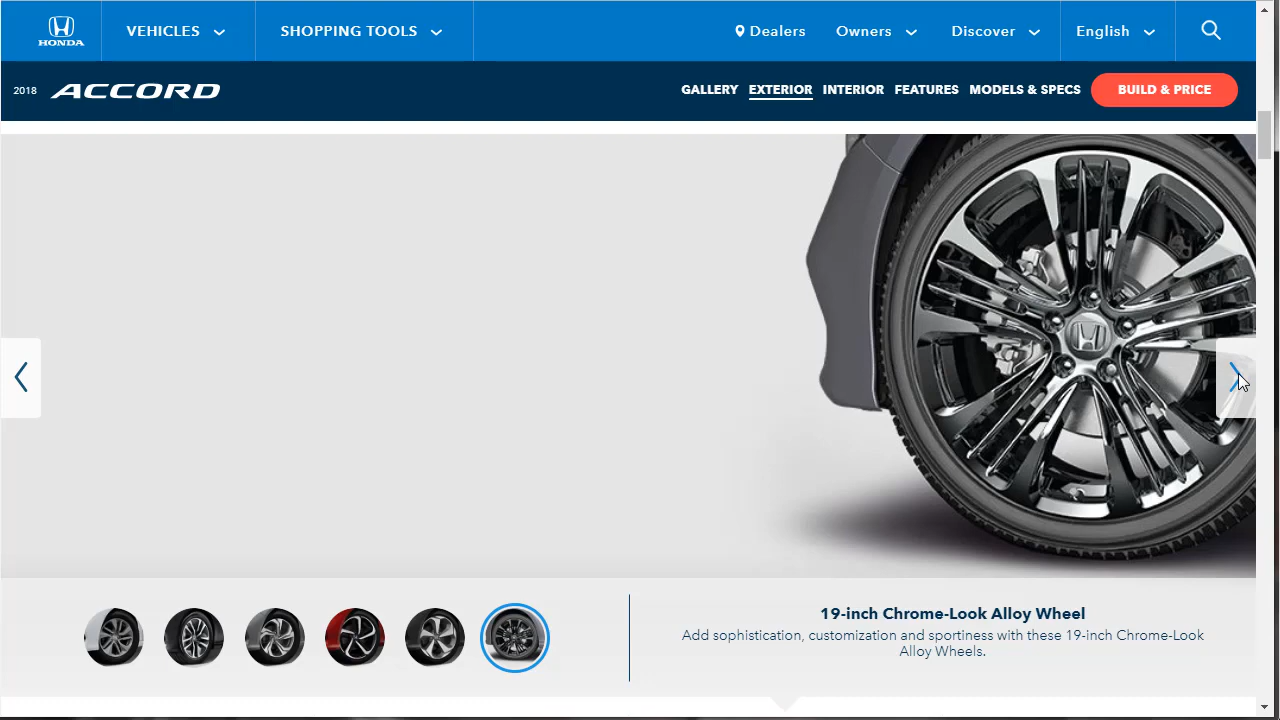 HONDA
VEHICLES
SHOPPING TOOLS
Dealers
Owners
Discover
English
2018 ACCORD
GALLERY
EXTERIOR
INTERIOR
FEATURES
MODELS & SPECS
BUILD & PRICE
19-inch Chrome-Look Alloy Wheel
Add sophistication, customization and sportiness with these 19-inch Chrome-Look
Alloy Wheels.